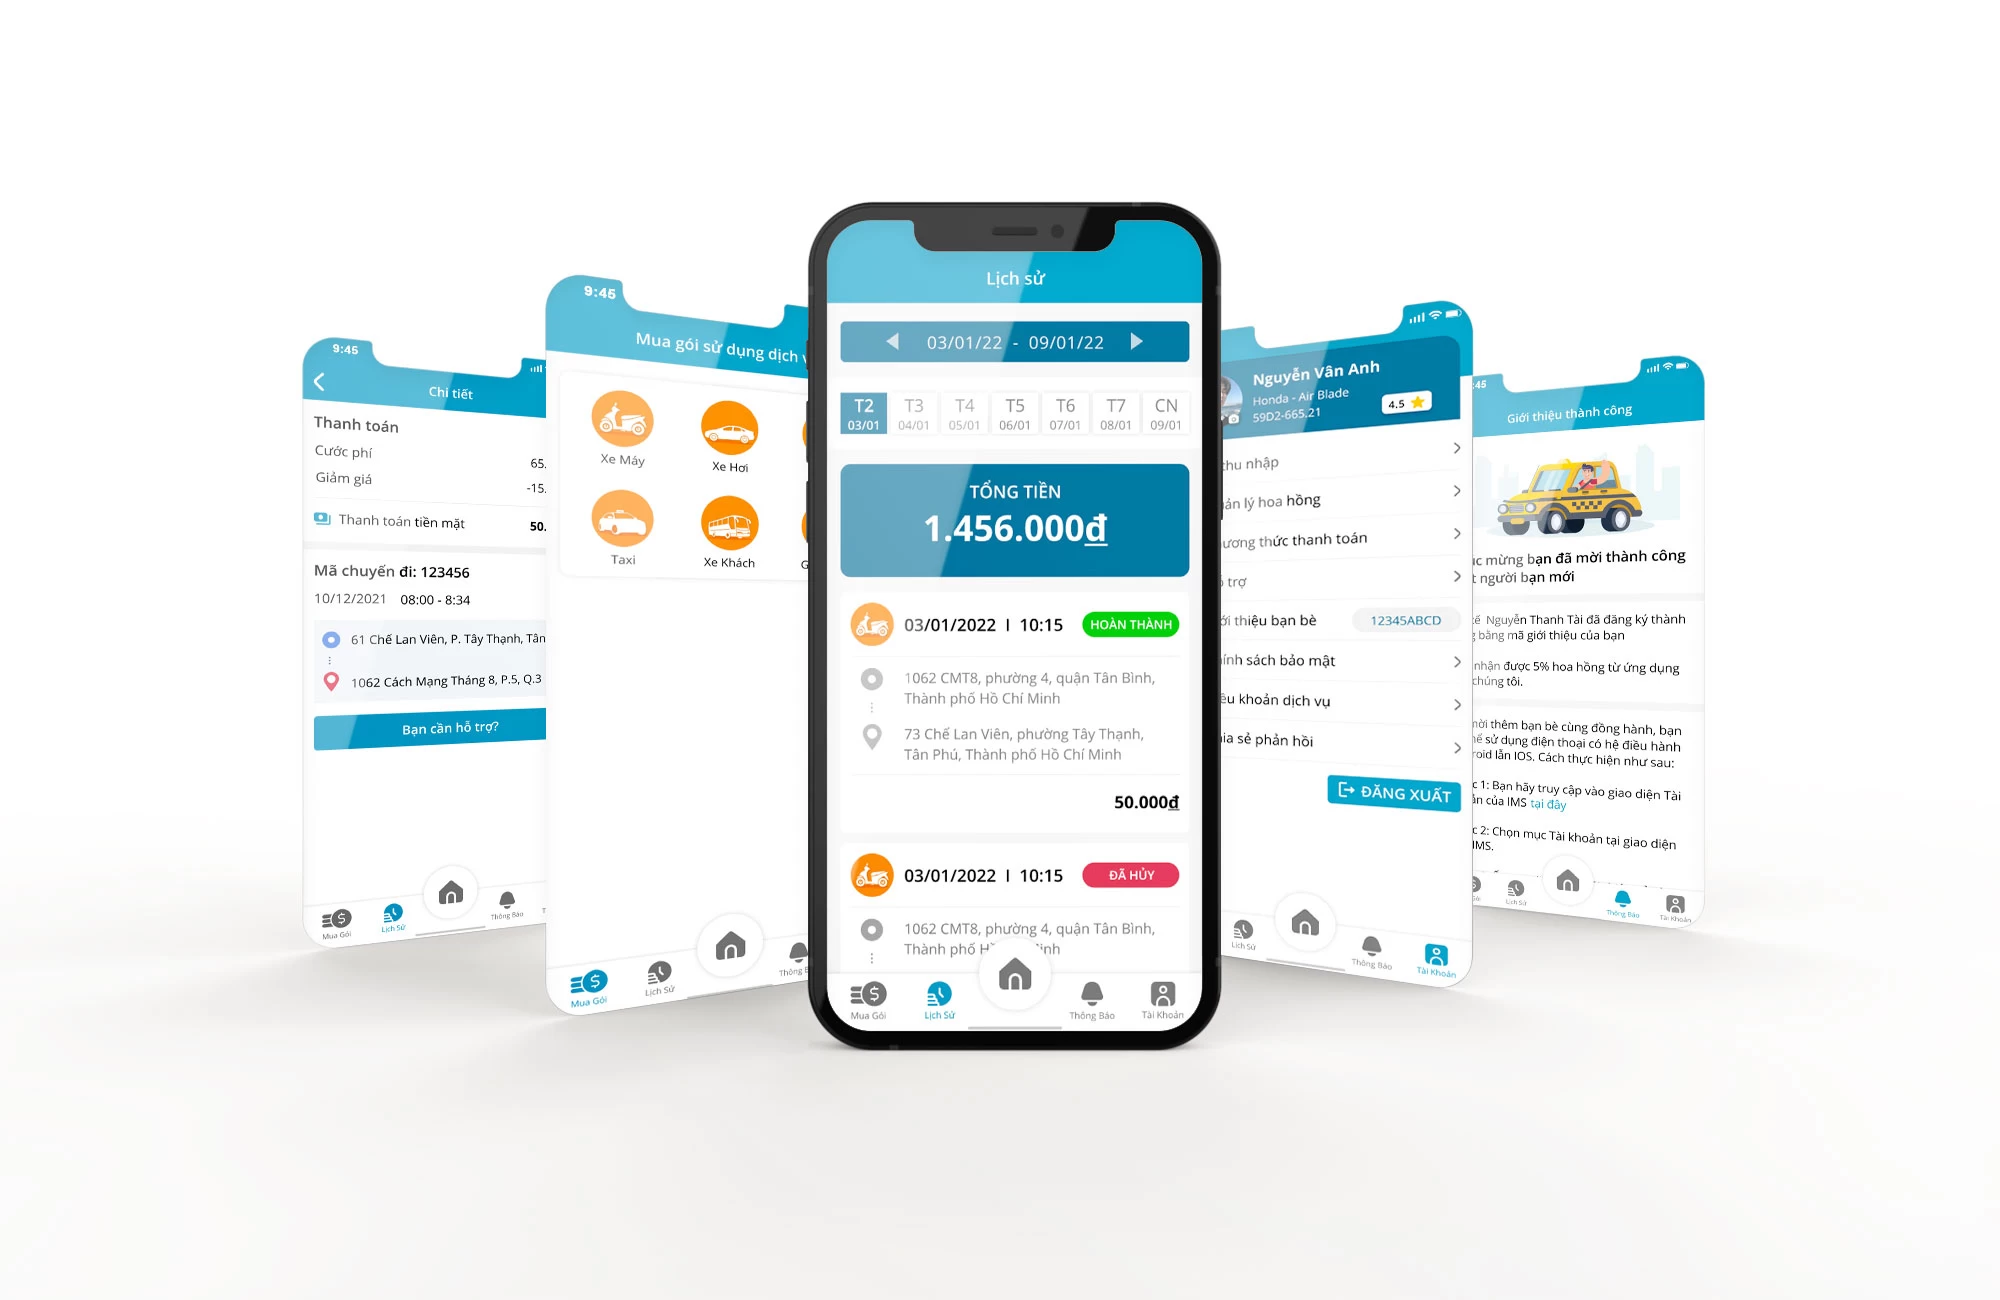 9:45
Chi tiết
Thanh toán
Cước phí
65.
Giảm giá
-15.
Thanh toán tiền mặt
50.
Mã chuyến đi: 123456
10/12/2021 08:00 - 8:34
61 Chế Lan Viên, P. Tây Thạnh, Tân
1062 Cách Mạng Tháng 8, P.5, Q.3
Bạn cần hỗ trợ?
Mua Gói
Lịch Sử
Thông Báo
9:45
Mua gói sử dụng dịch
Xe Máy
Xe Hơi
Taxi
Xe Khách
G
Mua Gói
Lịch Sử
Thông B
Lịch sử
03/01/22 - 09/01/22
T2 T3 T4 T5 T6 T7 CN
03/01 04/01 05/01 06/01 07/01 08/01 09/01
TỔNG TIỀN
1.456.000đ
03/01/2022 I 10:15 HOÀN THÀNH
1062 CMT8, phường 4, quận Tân Bình,
Thành phố Hồ Chí Minh
73 Chế Lan Viên, phường Tây Thạnh,
Tân Phú, Thành phố Hồ Chí Minh
50.000đ
03/01/2022 I 10:15 ĐÃ HỦY
1062 CMT8, phường 4, quận Tân Bình,
Thành phố H inh
Mua Gói
Lịch Sử
Thông Báo
Tài Khoản
Nguyễn Vân Anh
Honda - Air Blade
59D2-665.21
4.5
thu nhập
ản lý hoa hồng
ương thức thanh toán
trợ
ới thiệu bạn bè
12345ABCD
ính sách bảo mật
ều khoản dịch vụ
ia sẻ phản hồi
ĐĂNG XUẤT
Lịch Sử
Thông Báo
Tài Khoản
:45
Giới thiệu thành công
c mừng bạn đã mời thành công
t người bạn mới
ế Nguyễn Thanh Tài đã đăng ký thành
g bằng mã giới thiệu của bạn
nhận được 5% hoa hồng từ ứng dụng
chúng tôi.
mời thêm bạn bè cùng đồng hành, bạn
hể sử dụng điện thoại có hệ điều hành
roid lẫn IOS. Cách thực hiện như sau:
c 1: Bạn hãy truy cập vào giao diện Tài
ản của IMS tại đây
c 2: Chọn mục Tài khoản tại giao diện
IMS.
Lịch Sử
Thông Báo
Tài Khoản